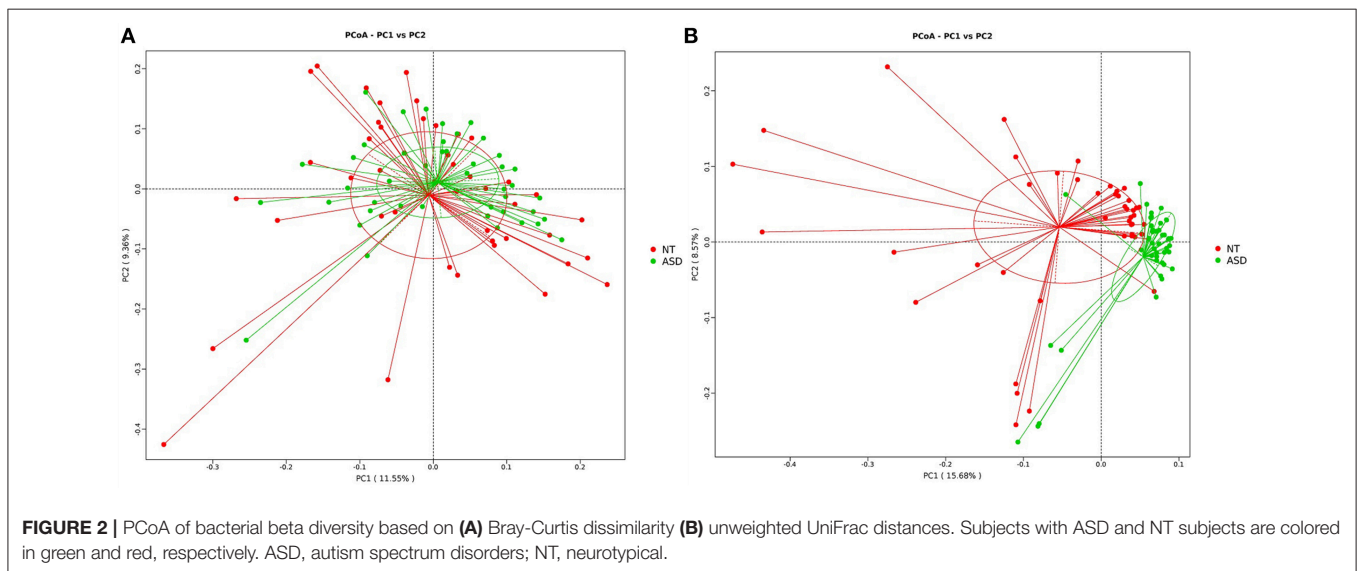 A
PCoA - PC1 vs PC2
PC2 ( 9.36%)
0.2
0.1
0.0
-0.1
-0.2
-0.3
-0.4
-0.3
-0.2
-0.1
0.0
0.1
0.2
PC1 ( 11.55%)
NT
ASD
B
PCoA - PC1 vs PC2
PC2 ( 8.57%)
0.2
0.1
0.0
-0.1
-0.2
-0.4
-0.3
-0.2
-0.1
0.0
0.1
PC1 ( 15.68%)
NT
ASD
FIGURE 2 | PCoA of bacterial beta diversity based on (A) Bray-Curtis dissimilarity (B) unweighted UniFrac distances. Subjects with ASD and NT subjects are colored
in green and red, respectively. ASD, autism spectrum disorders; NT, neurotypical.